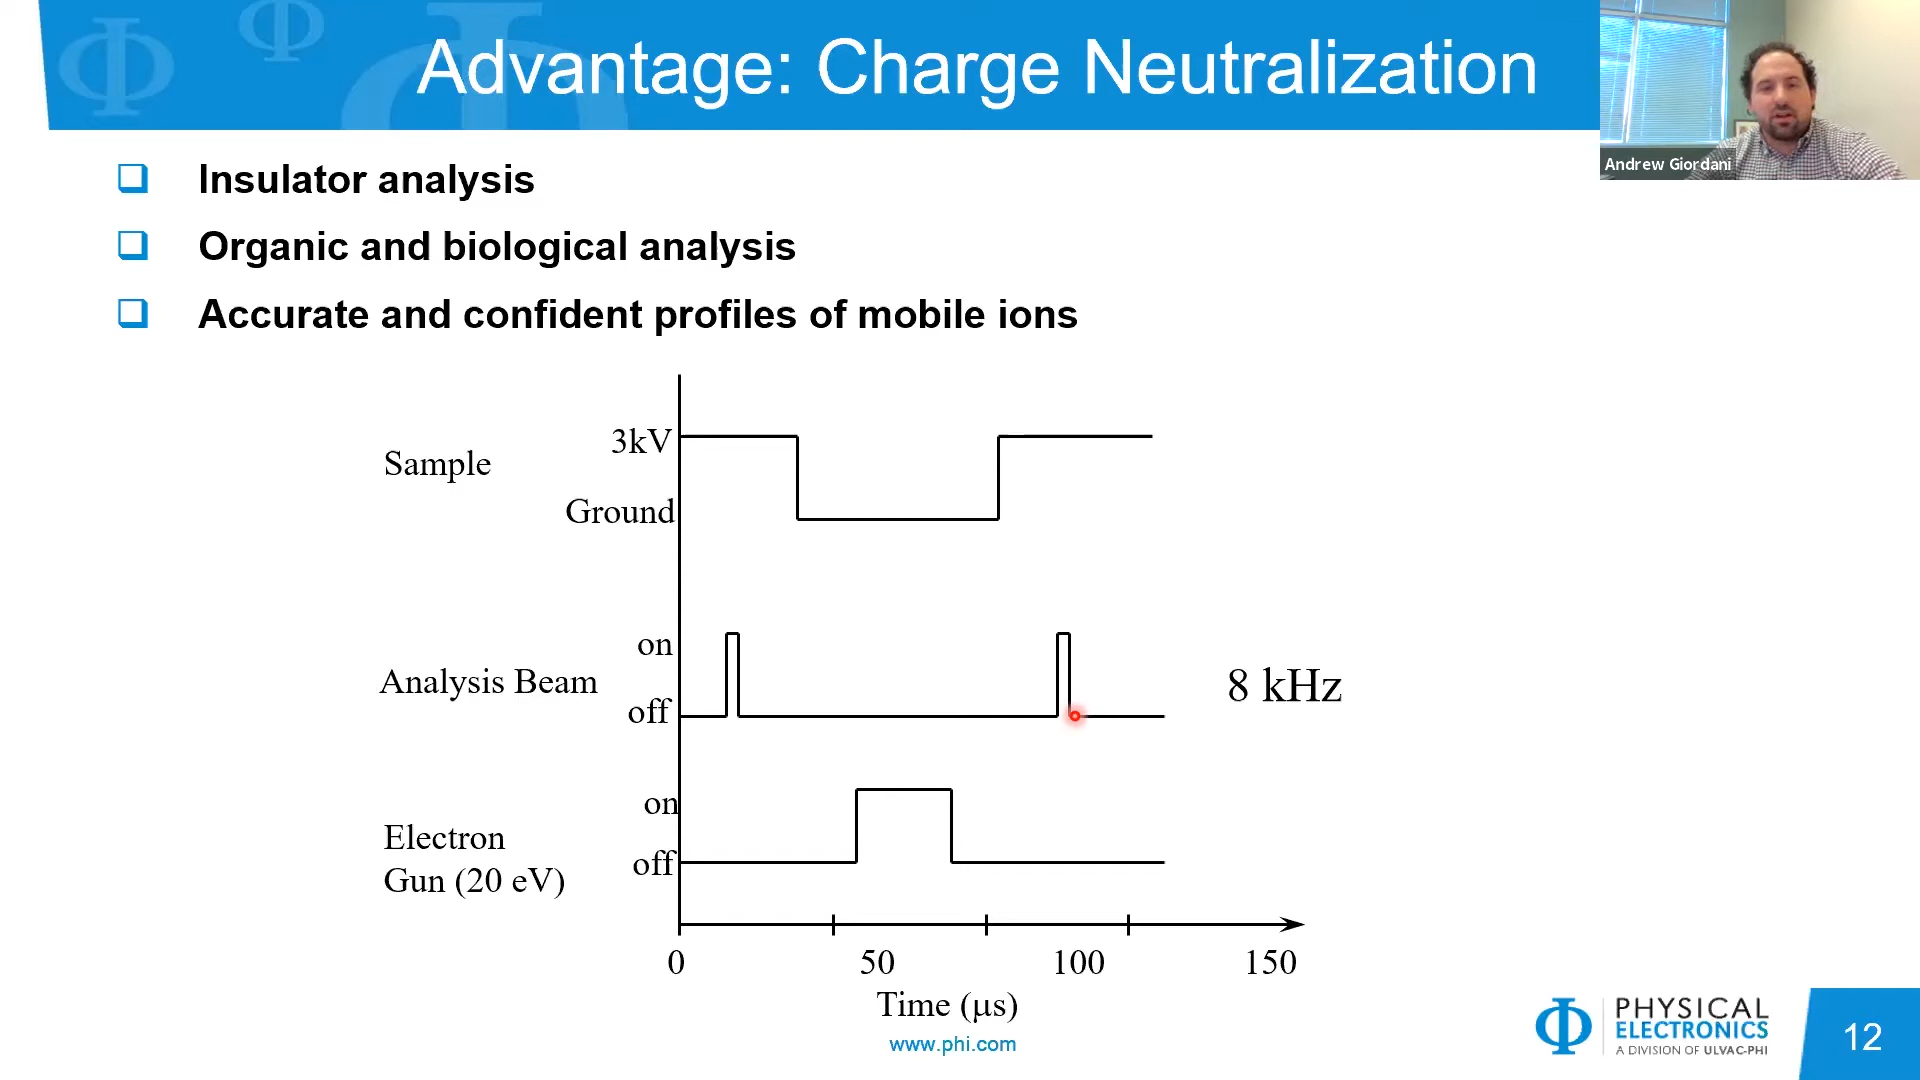 Advantage: Charge Neutralization
Andrew Giordani
❑ Insulator analysis
❑ Organic and biological analysis
❑ Accurate and confident profiles of mobile ions
3kV
Sample
Ground
on
Analysis Beam
off
8 kHz
on
Electron
Gun (20 eV)
off
0 50 100 150
Time (μs)
www.phi.com
PHYSICAL
ELECTRONICS
A DIVISION OF ULVAC-PHI
12